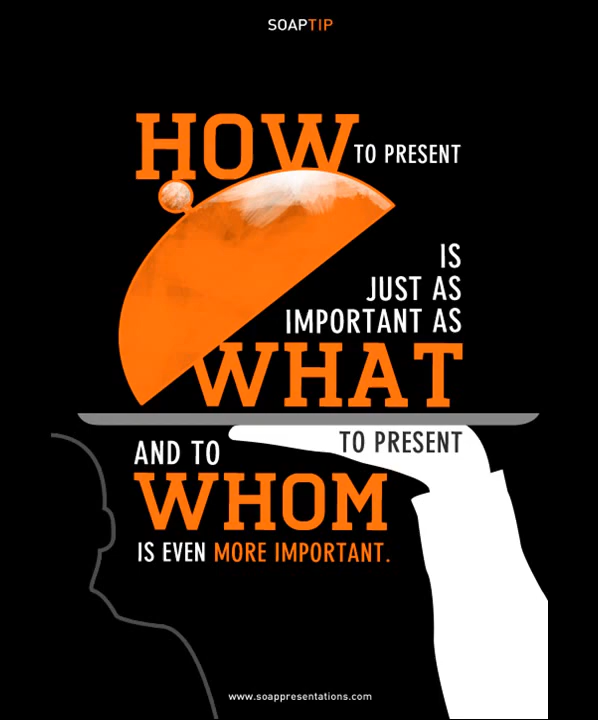 SOAPTIP
HOW TO PRESENT
IS
JUST AS
IMPORTANT AS
WHAT
TO PRESENT
AND TO
WHOM
IS EVEN MORE IMPORTANT.
www.soappresentations.com